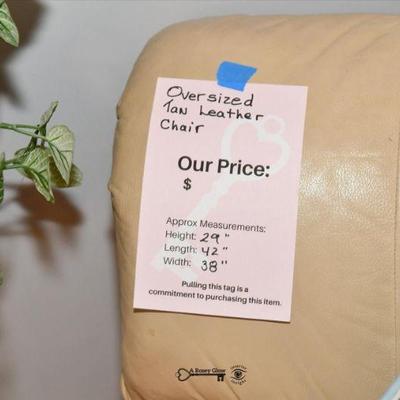 Oversized
Tan Leather
Chair
Our Price:
$
Approx Measurements:
Height: 29"
Length: 42"
Width: 38"
Pulling this tag is a
commitment to purchasing this item.
A Rosey Glow